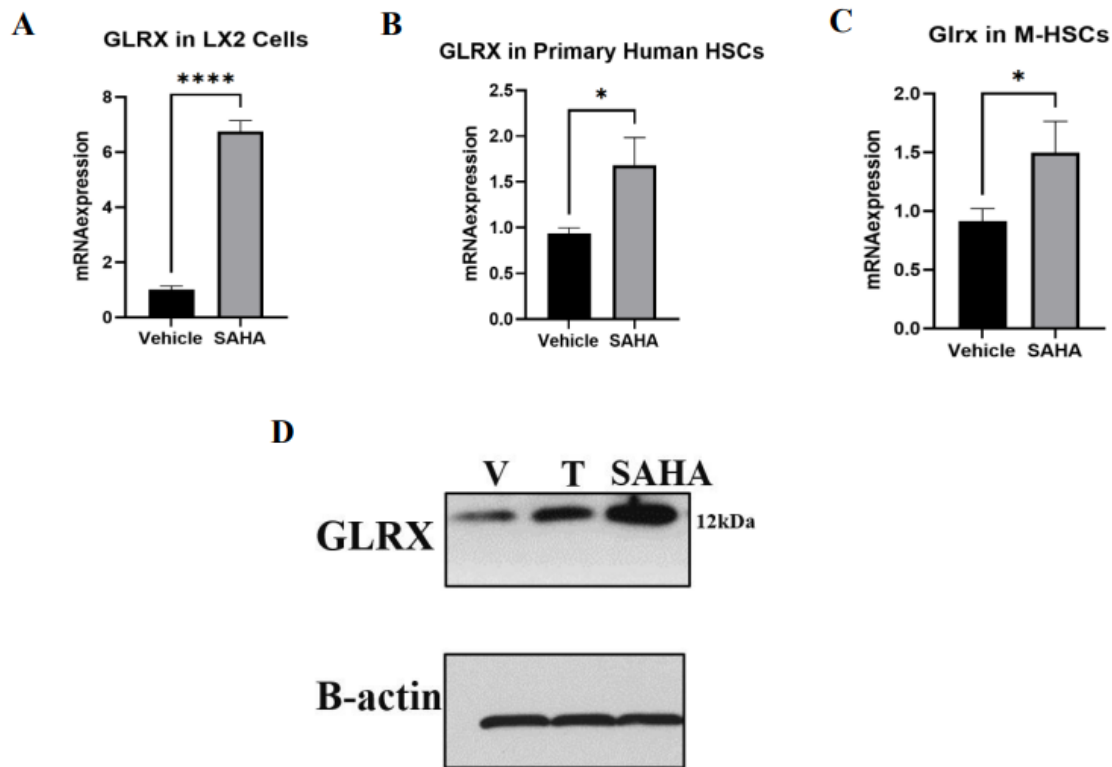 A
GLRX in LX2 Cells
****
mRNAexpression
8
6
4
2
0
Vehicle SAHA
B
GLRX in Primary Human HSCs
*
mRNAexpression
2.5
2.0
1.5
1.0
0.5
0.0
Vehicle SAHA
C
Glrx in M-HSCs
*
mRNAexpression
2.0
1.5
1.0
0.5
0.0
Vehicle SAHA
D
V T SAHA
GLRX 12kDa
B-actin